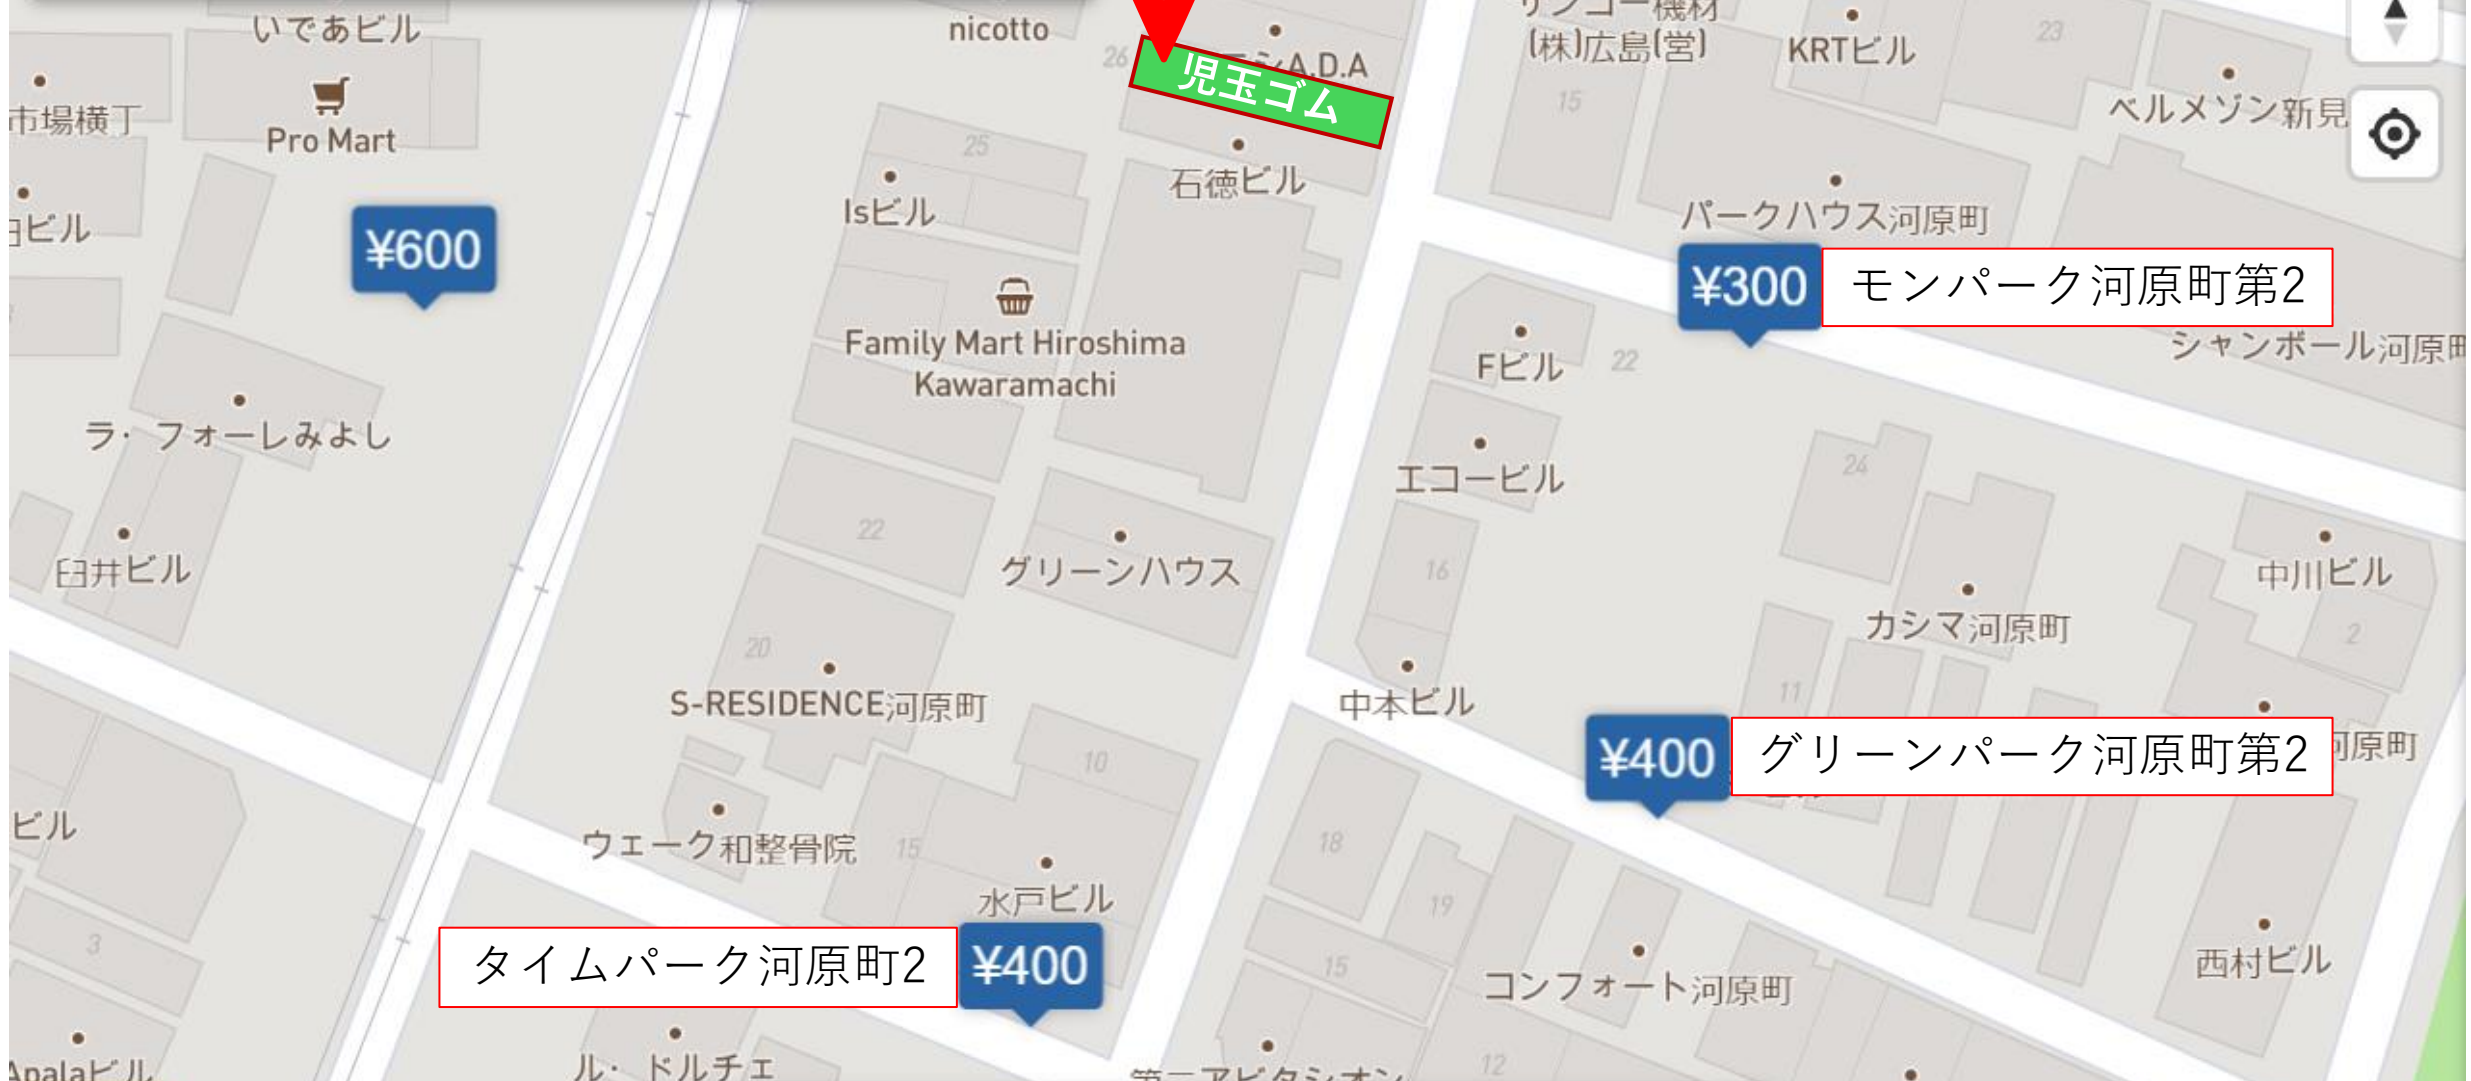 いであビル
nicotto
(株)広島(営)
KRTビル
23
26
A.D.A
児玉ゴム
市場横丁
Pro Mart
15
ベルメゾン新見
25
石徳ビル
Isビル
パークハウス河原町
ビル
¥600
¥300
モンパーク河原町第2
Family Mart Hiroshima
Kawaramachi
Fビル
22
シャンボール河原町
ラ・フォーレみよし
エコービル
24
22
グリーンハウス
16
臼井ビル
中川ビル
カシマ河原町
2
20
S-RESIDENCE河原町
中本ビル
11
¥400
グリーンパーク河原町第2
河原町
10
ビル
ウェーク和整骨院
15
18
水戸ビル
19
3
タイムパーク河原町2
¥400
15
コンフォート河原町
西村ビル
Apalaビル
ル・ドルチェ
12